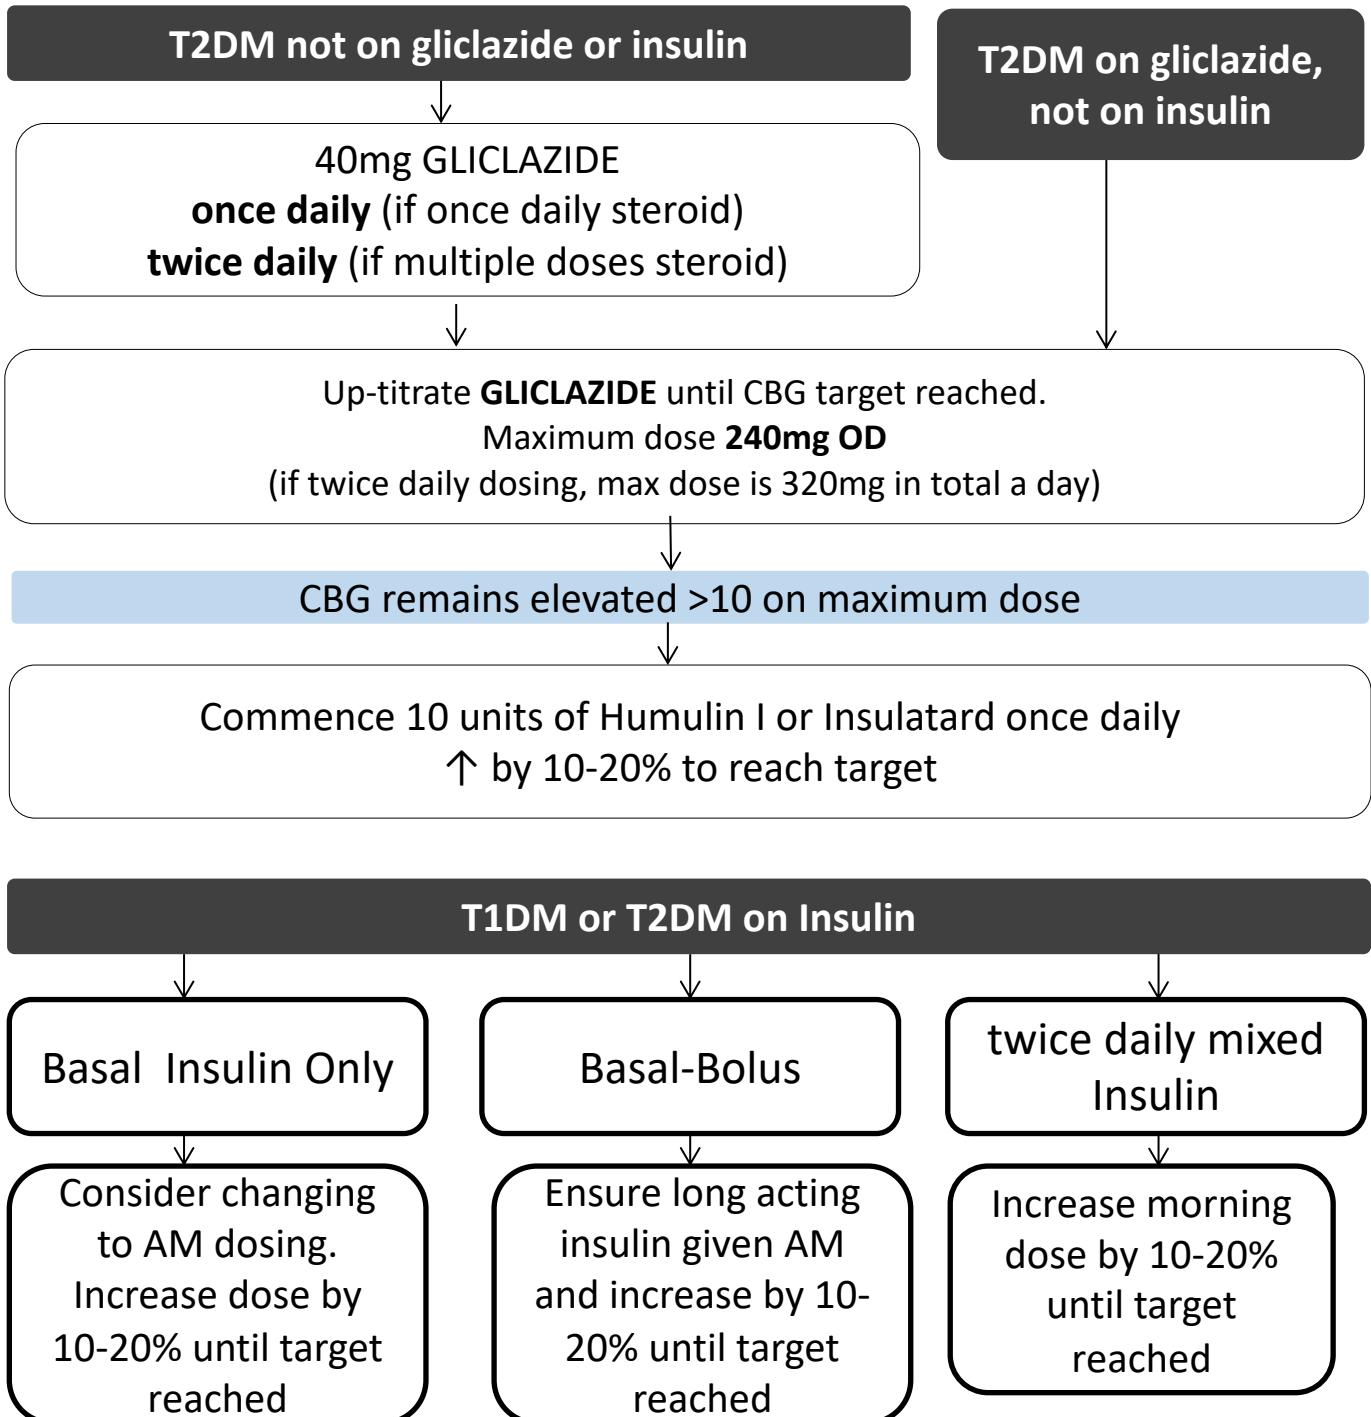 T2DM not on gliclazide or insulin
T2DM on gliclazide,
not on insulin
40mg GLICLAZIDE
once daily (if once daily steroid)
twice daily (if multiple doses steroid)
Up-titrate GLICLAZIDE until CBG target reached.
Maximum dose 240mg OD
(if twice daily dosing, max dose is 320mg in total a day)
CBG remains elevated >10 on maximum dose
Commence 10 units of Humulin I or Insulatard once daily
↑ by 10-20% to reach target
T1DM or T2DM on Insulin
Basal Insulin Only
Consider changing
to AM dosing.
Increase dose by
10-20% until target
reached
Basal-Bolus
Ensure long acting
insulin given AM
and increase by 10-
20% until target
reached
twice daily mixed
Insulin
Increase morning
dose by 10-20%
until target
reached